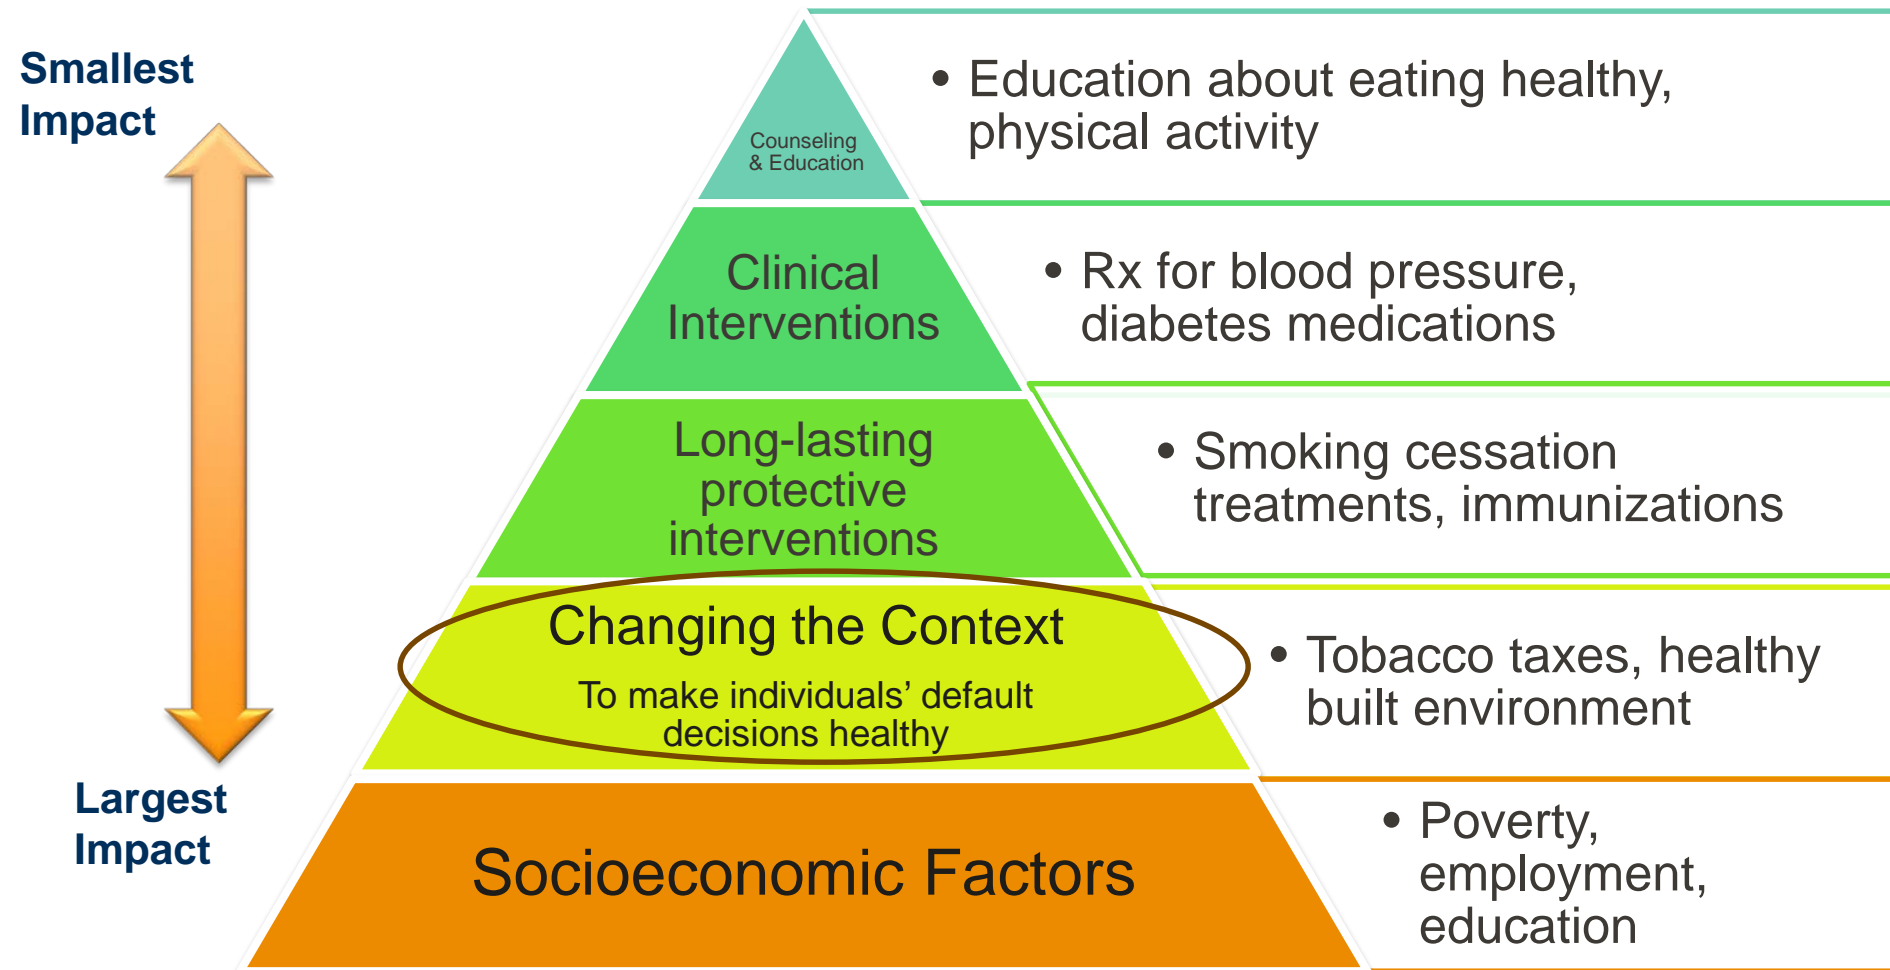 Smallest
Impact
• Education about eating healthy,
physical activity
Counseling
& Education
Clinical
Interventions
• Rx for blood pressure,
diabetes medications
Long-lasting
protective
interventions
• Smoking cessation
treatments, immunizations
Changing the Context
To make individuals’ default
decisions healthy
• Tobacco taxes, healthy
built environment
Largest
Impact
Socioeconomic Factors
• Poverty,
employment,
education